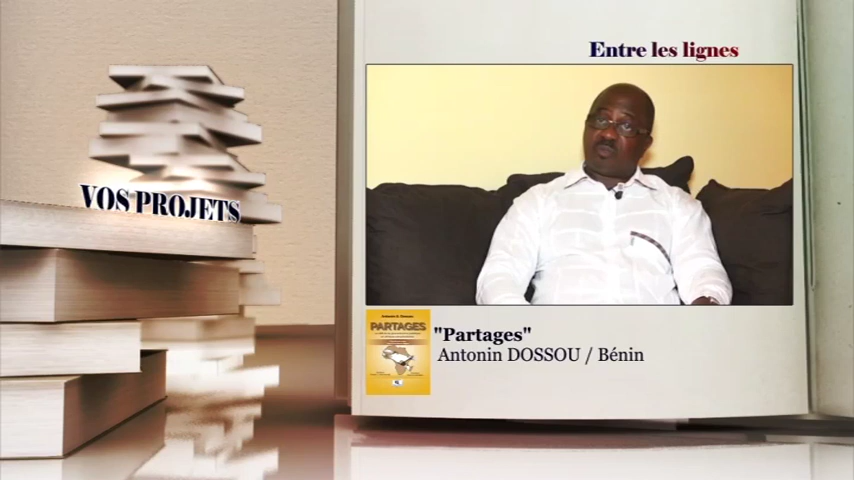 Entre les lignes
VOS PROJETS
PARTAGES
"Partages"
Antonin DOSSOU / Bénin